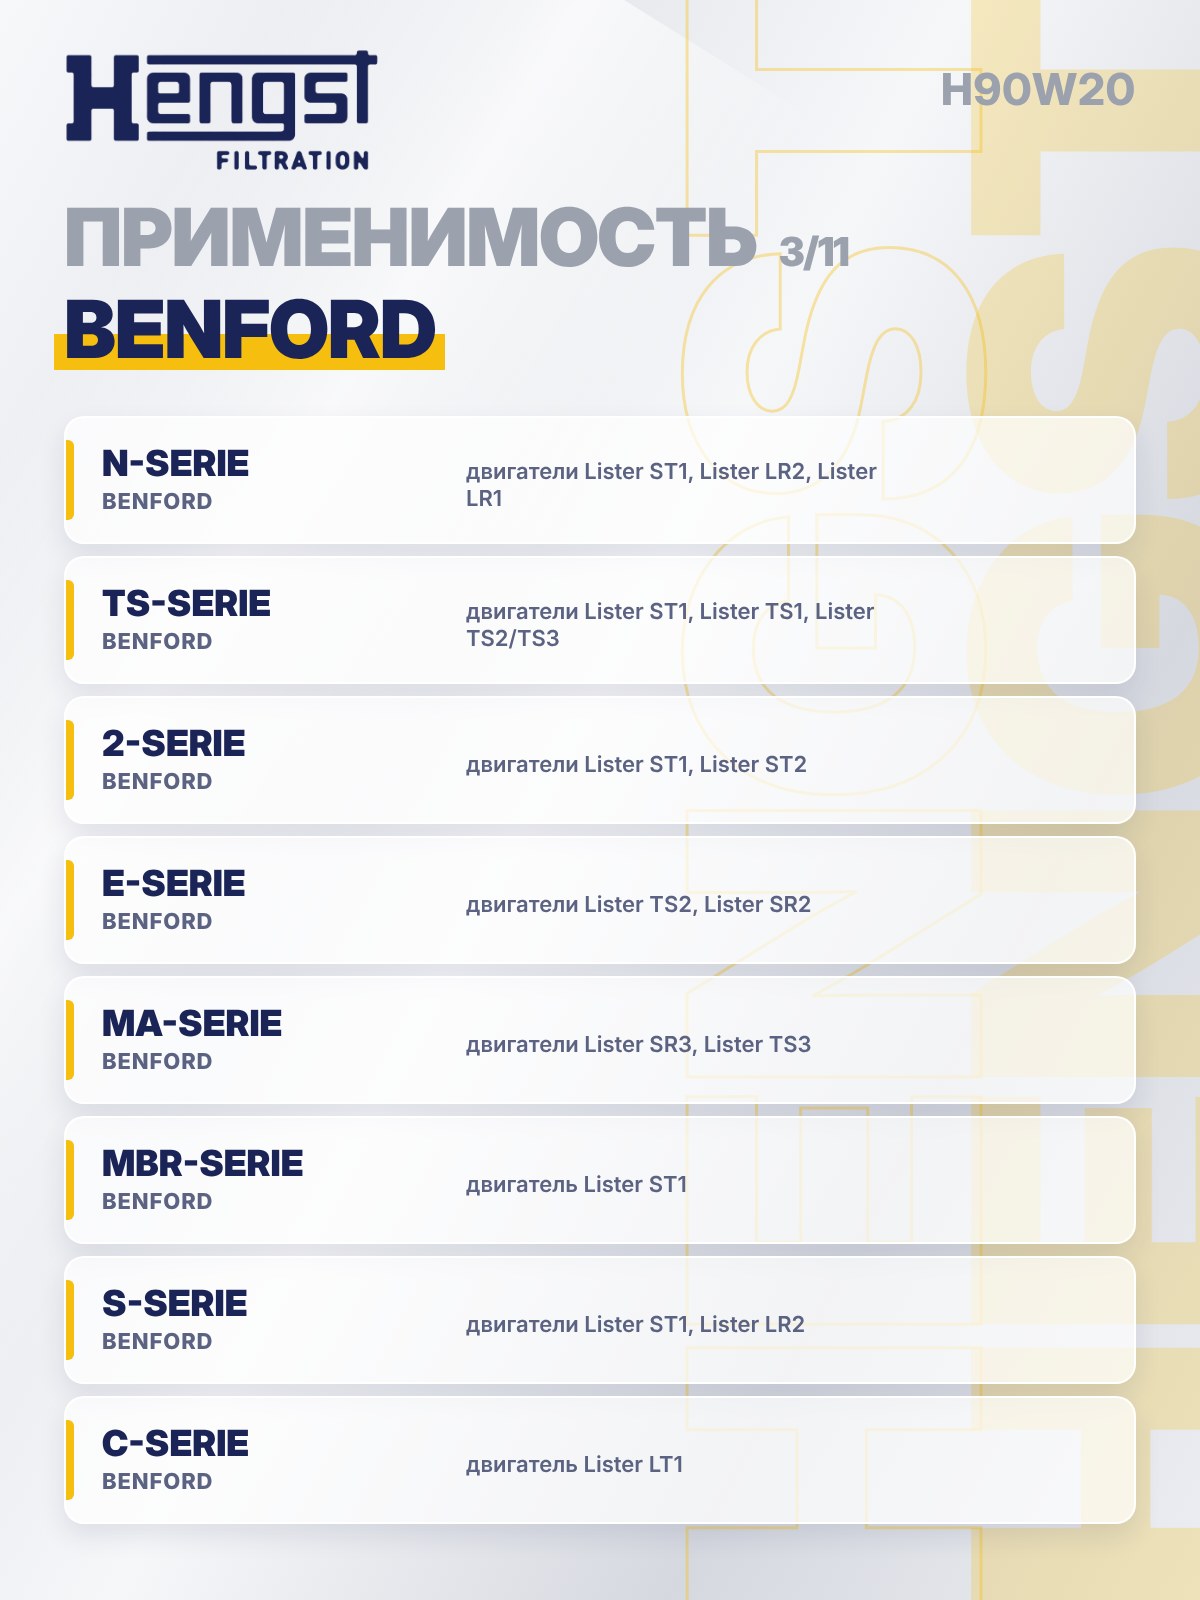 Hengst
FILTRATION
H90W20
ПРИМЕНИМОСТЬ 3/11
BENFORD
N-SERIE
BENFORD
двигатели Lister ST1, Lister LR2, Lister
LR1
TS-SERIE
BENFORD
двигатели Lister ST1, Lister TS1, Lister
TS2/TS3
2-SERIE
BENFORD
двигатели Lister ST1, Lister ST2
E-SERIE
BENFORD
двигатели Lister TS2, Lister SR2
MA-SERIE
BENFORD
двигатели Lister SR3, Lister TS3
MBR-SERIE
BENFORD
двигатель Lister ST1
S-SERIE
BENFORD
двигатели Lister ST1, Lister LR2
C-SERIE
BENFORD
двигатель Lister LT1
HENGST
HENGST